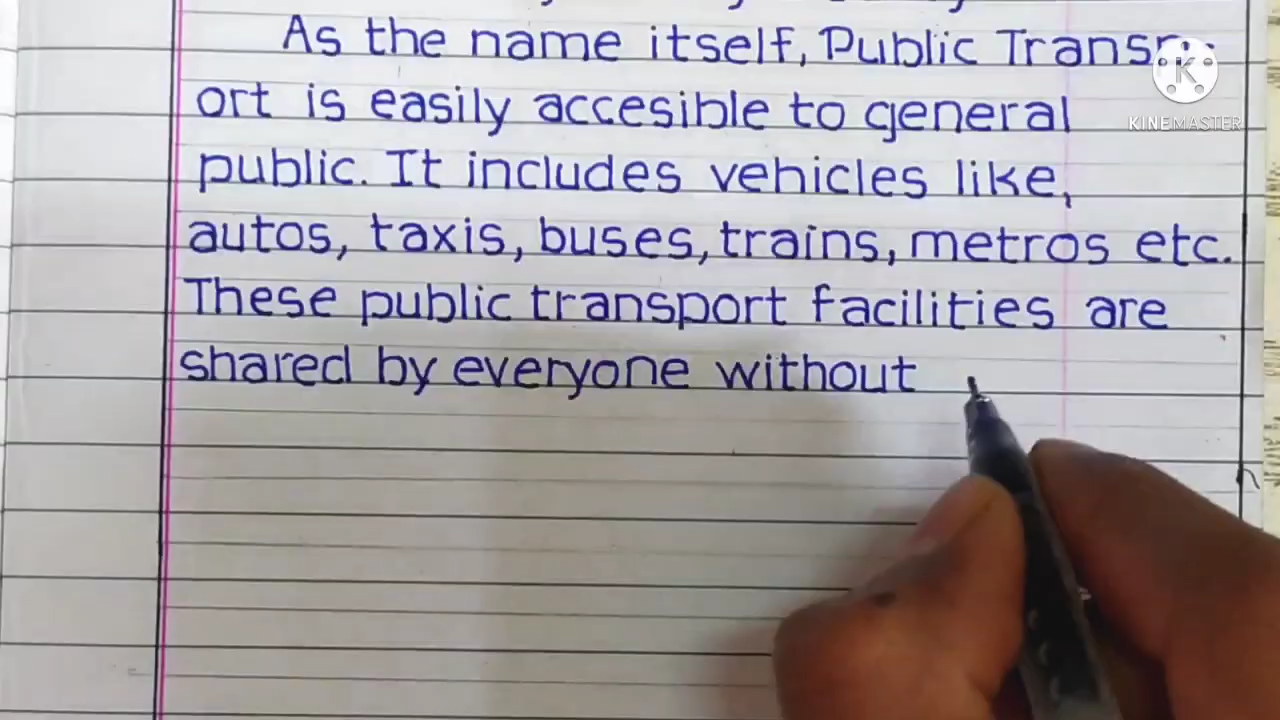 As the name itself, Public Transp-
ort is easily accesible to general
public. It includes vehicles like,
autos, taxis, buses, trains, metros etc.
These public transport facilities are
shared by everyone without
KINEMASTER